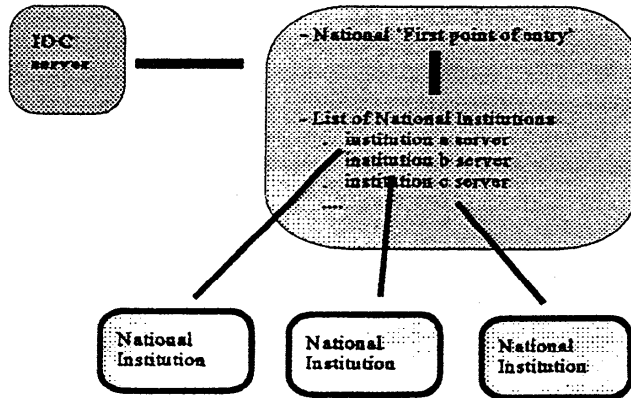 IOC
server
- National 'First point of entry'
- List of National Institutions
. institution a server
. institution b server
. institution c server
....
National
Institution
National
Institution
National
Institution